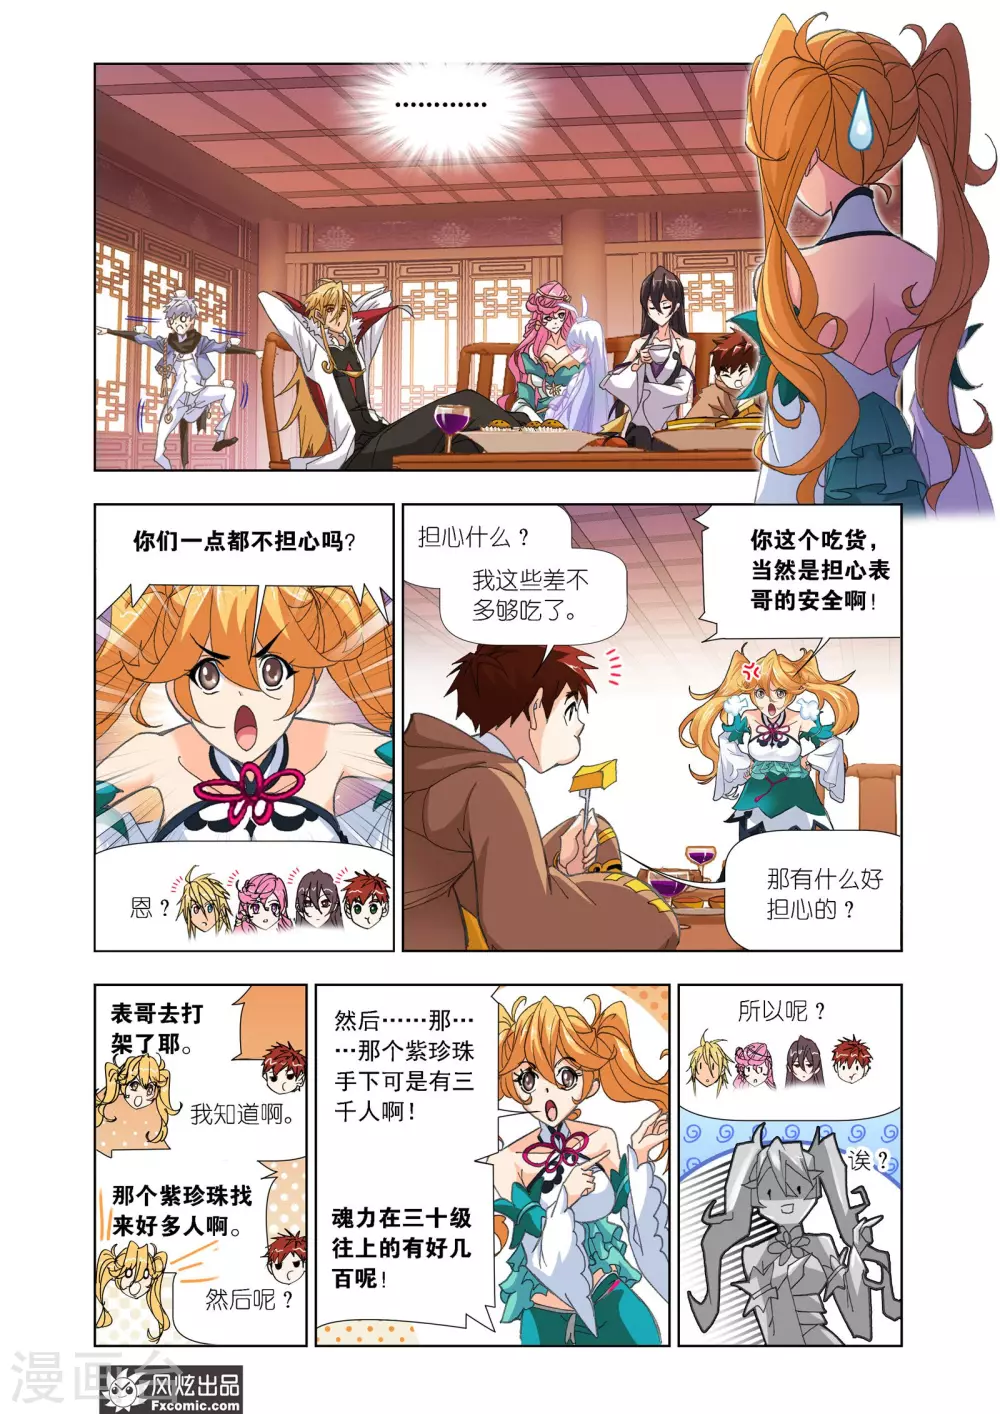 …………
你们一点都不担心吗?
恩?
担心什么?
我这些差不
多够吃了。
你这个吃货,
当然是担心表
哥的安全啊!
那有什么好
担心的?
表哥去打
架了耶。
我知道啊。
那个紫珍珠找
来好多人啊。
然后呢?
然后……那…
…那个紫珍珠
手下可是有三
千人啊!
魂力在三十级
往上的有好几
百呢!
所以呢?
诶?
漫画台
风炫出品
Fxcomic.com